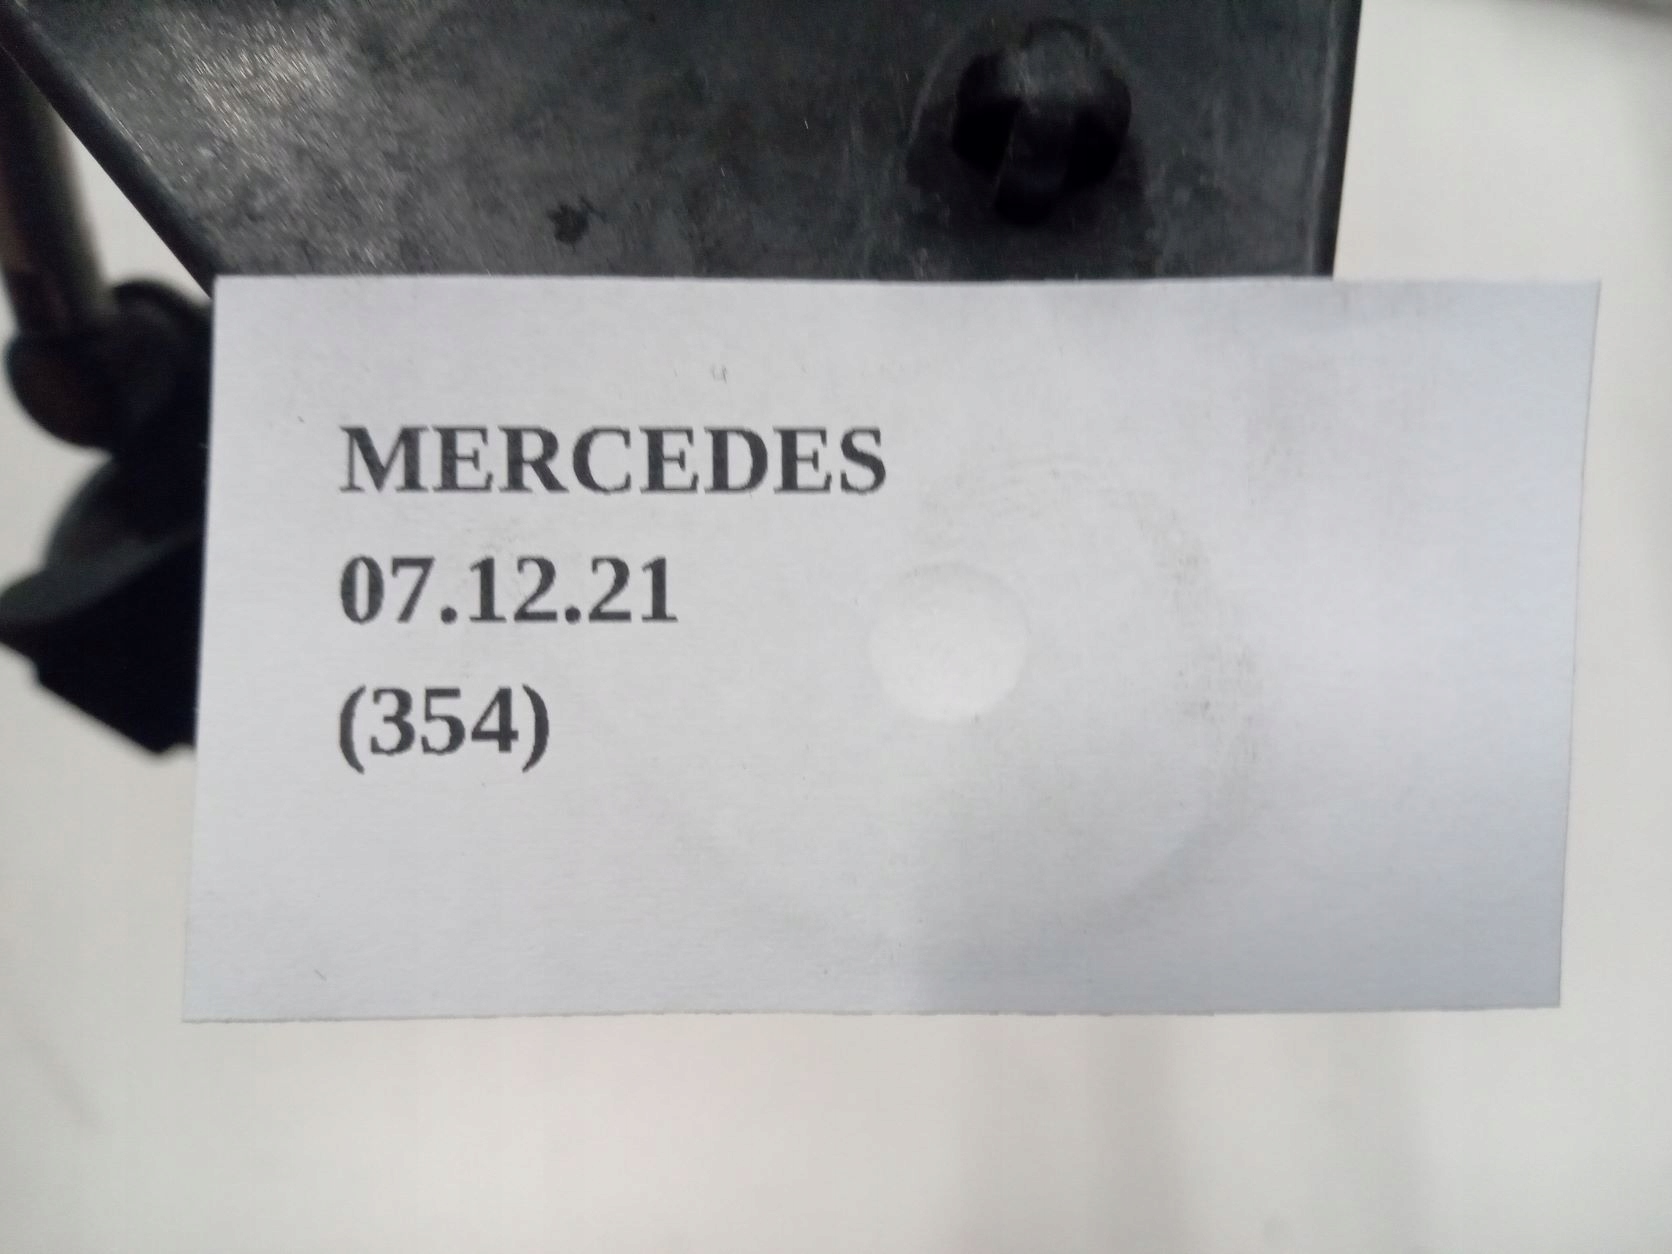 MERCEDES
07.12.21
(354)